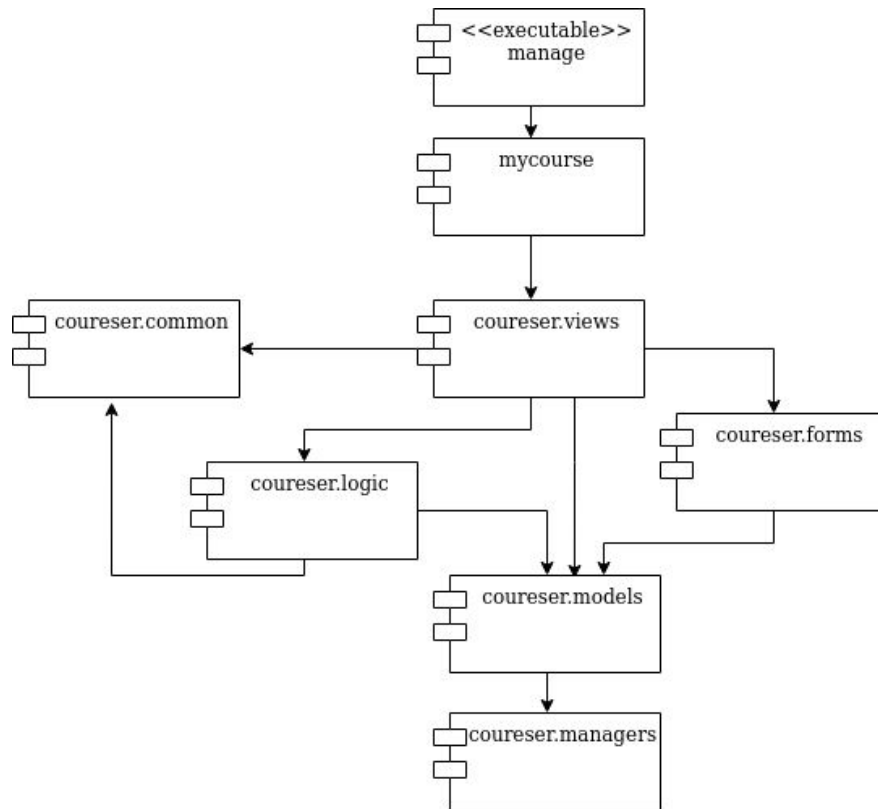 <<executable>>
manage
mycourse
coureser.common
coureser.views
coureser.forms
coureser.logic
coureser.models
coureser.managers